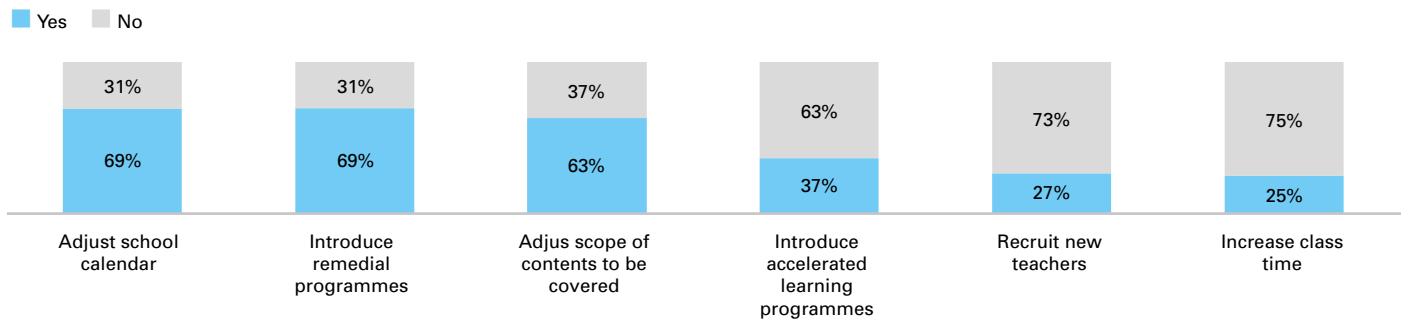 Yes No
31% 31% 37% 63% 73% 75%
69% 69% 63% 37% 27% 25%
Adjust school
calendar
Introduce
remedial
programmes
Adjus scope of
contents to be
covered
Introduce
accelerated
learning
programmes
Recruit new
teachers
Increase class
time